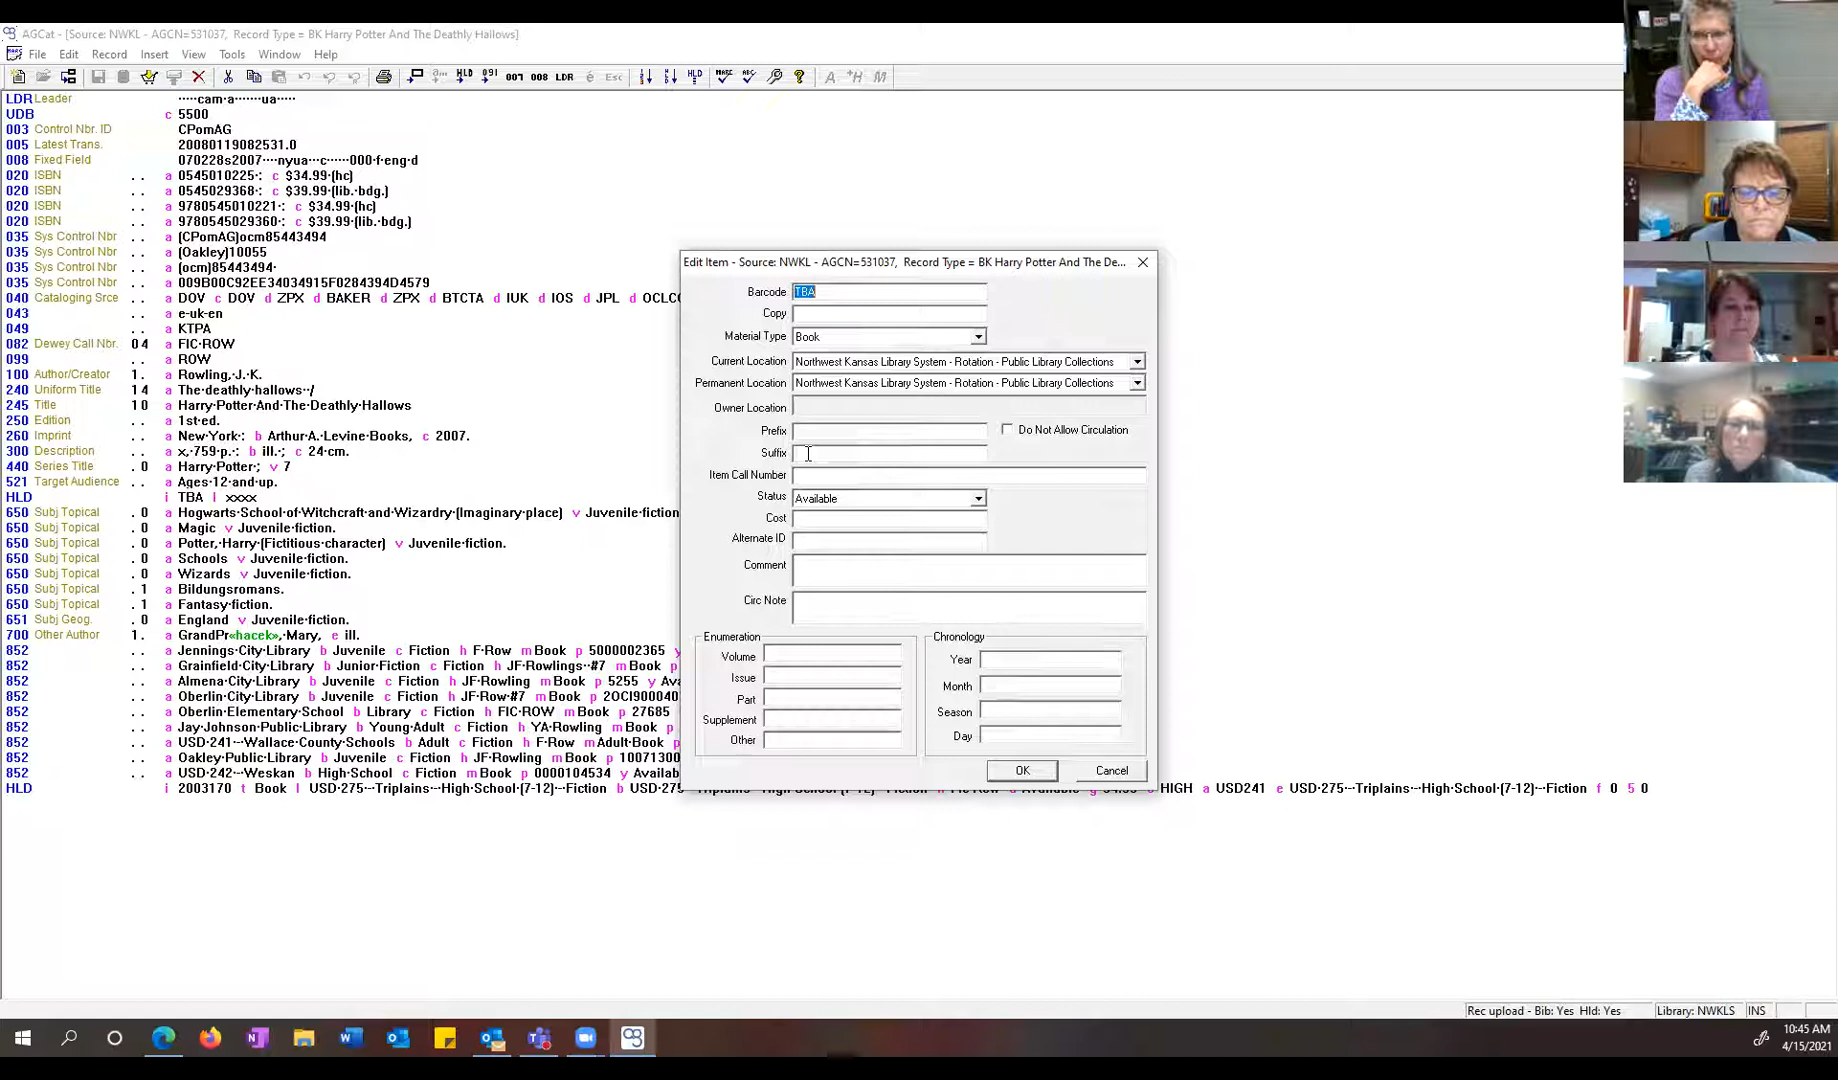 AGCat - [Source: NWKL - AGCN=531037, Record Type = BK Harry Potter And The Deathly Hallows]
File Edit Record Insert View Tools Window Help
HLD 091 007 008 LDR é Esc HLD MARC ABC A +H M
LDR Leader ·····cam·a·······ua·····
UDB c 5500
003 Control Nbr. ID CPomAG
005 Latest Trans. 20080119082531.0
008 Fixed Field 070228s2007····nyua···c······000·f·eng·d
020 ISBN . . a 0545010225·: c $34.99·(hc)
020 ISBN . . a 0545029368·: c $39.99·(lib.·bdg.)
020 ISBN . . a 9780545010221·: c $34.99·(hc)
020 ISBN . . a 9780545029360·: c $39.99·(lib.·bdg.)
035 Sys Control Nbr . . a (CPomAG)ocm85443494
035 Sys Control Nbr . . a (Oakley)10055
035 Sys Control Nbr . . a (ocm)85443494·
035 Sys Control Nbr . . a 009B00C92EE34034915F0284394D4579
040 Cataloging Srce . . a DOV c DOV d ZPX d BAKER d ZPX d BTCTA d IUK d IOS d JPL d OCLCQ
043 . . a e-uk-en
049 . . a KTPA
082 Dewey Call Nbr. 0 4 a FIC·ROW
099 . . a ROW
100 Author/Creator 1 . a Rowling,·J.·K.
240 Uniform Title 1 4 a The·deathly·hallows·/
245 Title 1 0 a Harry·Potter·And·The·Deathly·Hallows
250 Edition . . a 1st·ed.
260 Imprint . . a New·York·: b Arthur·A.·Levine·Books, c 2007.
300 Description . . a x,·759·p.·: b ill.·; c 24·cm.
440 Series Title . 0 a Harry·Potter·; v 7
521 Target Audience . . a Ages·12·and·up.
HLD i TBA l xxxx
650 Subj Topical . 0 a Hogwarts·School·of·Witchcraft·and·Wizardry·(Imaginary·place) v Juvenile·fiction.
650 Subj Topical . 0 a Magic v Juvenile·fiction.
650 Subj Topical . 0 a Potter,·Harry·(Fictitious·character) v Juvenile·fiction.
650 Subj Topical . 0 a Schools v Juvenile·fiction.
650 Subj Topical . 0 a Wizards v Juvenile·fiction.
650 Subj Topical . 1 a Bildungsromans.
650 Subj Topical . 1 a Fantasy·fiction.
651 Subj Geog. . 0 a England v Juvenile·fiction.
700 Other Author 1 . a GrandPr«hacek»,·Mary, e ill.
852 . . a Jennings·City·Library b Juvenile c Fiction h F·Row m Book p 5000002365 y
852 . . a Grainfield·City·Library b Junior·Fiction c Fiction h JF·Rowlings··#7 m Book p 5255 y Ava
852 . . a Almena·City·Library b Juvenile c Fiction h JF·Rowling m Book p
852 . . a Oberlin·City·Library b Juvenile c Fiction h JF·Row·#7 m Book p 2OCI900040
852 . . a Oberlin·Elementary·School b Library c Fiction h FIC·ROW m Book p 27685
852 . . a Jay·Johnson·Public·Library b Young·Adult c Fiction h YA·Rowling m Book p
852 . . a USD·241·-·Wallace·County·Schools b Adult c Fiction h F·Row m Adult·Book p
852 . . a Oakley·Public·Library b Juvenile c Fiction h JF·Rowling m Book p 10071300
852 . . a USD·242·-·Weskan b High·School c Fiction m Book p 0000104534 y Availab
HLD i 2003170 t Book l USD·275·-·Triplains·-·High·School·(7-12)·-·Fiction b USD·275 HIGH a USD241 e USD·275·-·Triplains·-·High·School·(7-12)·-·Fiction f 0 5 0
Edit Item - Source: NWKL - AGCN=531037, Record Type = BK Harry Potter And The De...
Barcode TBA
Copy
Material Type Book
Current Location Northwest Kansas Library System - Rotation - Public Library Collections
Permanent Location Northwest Kansas Library System - Rotation - Public Library Collections
Owner Location
Prefix Do Not Allow Circulation
Suffix
Item Call Number
Status Available
Cost
Alternate ID
Comment
Circ Note
Enumeration Chronology
Volume Year
Issue Month
Part Season
Supplement Day
Other
OK Cancel
Rec upload - Bib: Yes Hld: Yes Library: NWKLS INS
10:45 AM
4/15/2021